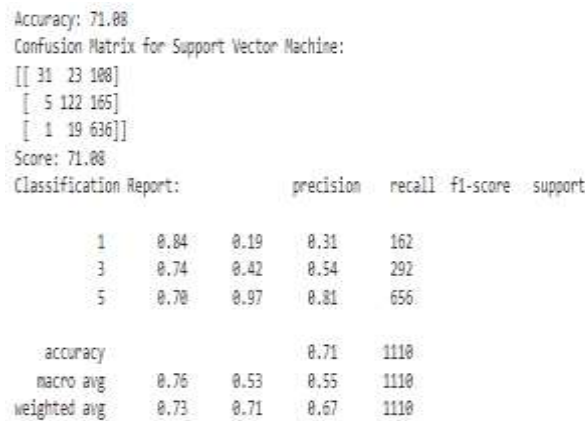 Accuracy: 71.08
Confusion Matrix for Support Vector Machine:
[[ 31 23 108]
[ 5 122 165]
[ 1 19 636]]
Score: 71.08
Classification Report: precision recall f1-score support
1 0.84 0.19 0.31 162
3 0.74 0.42 0.54 292
5 0.70 0.97 0.81 656
accuracy 0.71 1110
macro avg 0.76 0.53 0.55 1110
weighted avg 0.73 0.71 0.67 1110